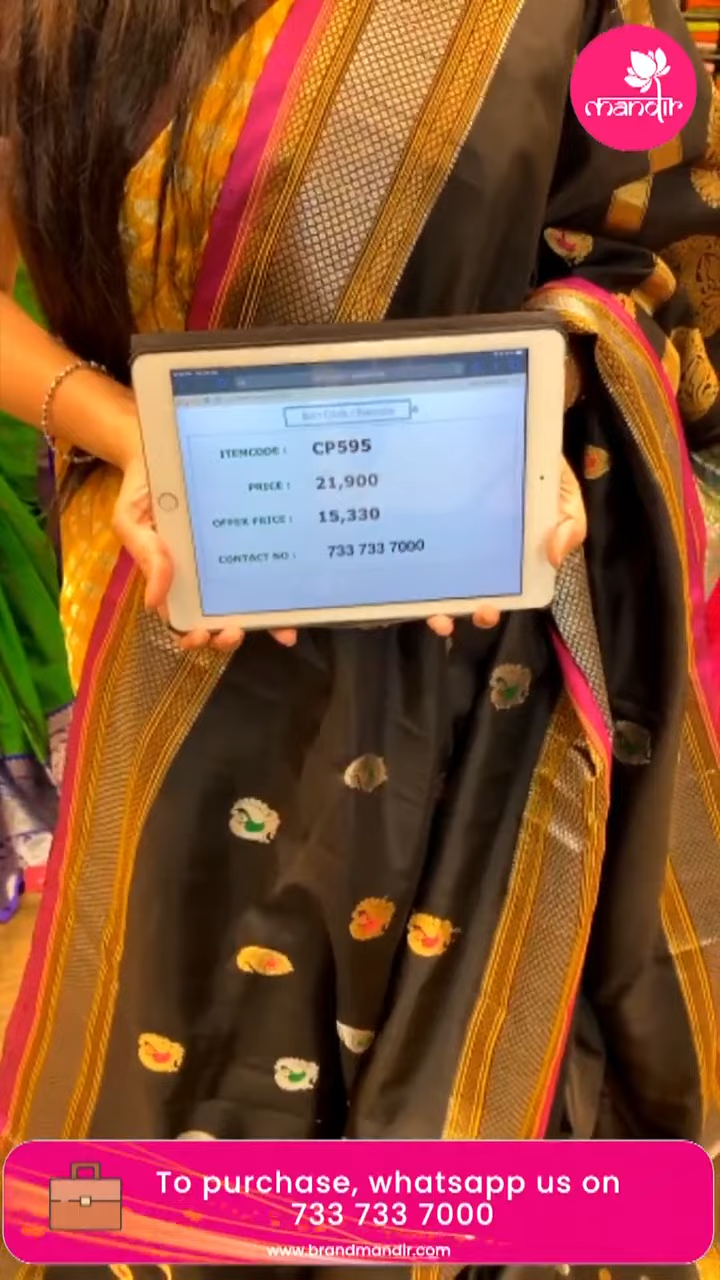 mandir
ITEMCODE : CP595
PRICE : 21,900
OFFER PRICE : 15,330
CONTACT NO : 733 733 7000
To purchase, whatsapp us on
733 733 7000
www.brandmandir.com